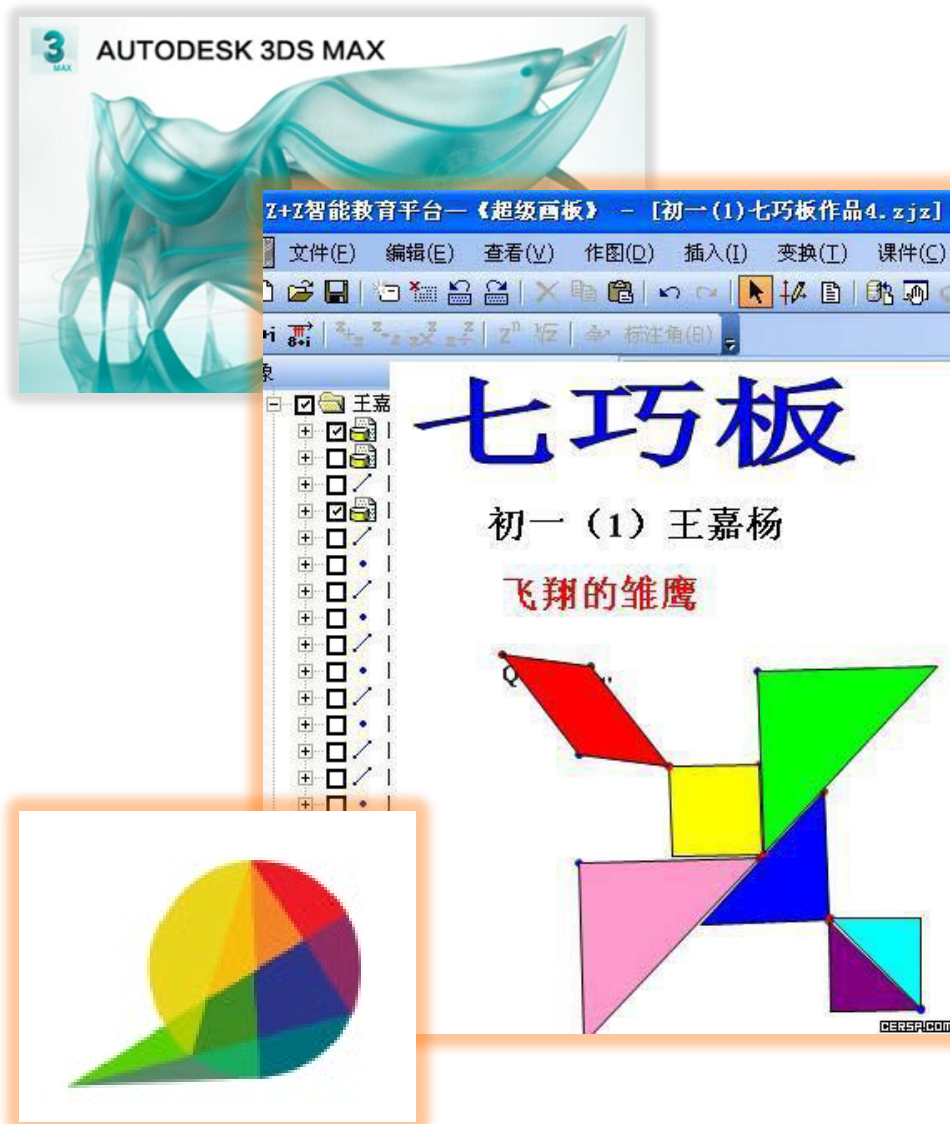 3 AUTODESK 3DS MAX
MAX
Z+Z智能教育平台—《超级画板》 - [初一(1)七巧板作品4.zjz]
文件(F) 编辑(E) 查看(V) 作图(D) 插入(I) 变换(T) 课件(C)
8+i
标注角(B)
象
王嘉
七巧板
初一（1）王嘉杨
飞翔的雏鹰
Q
CERSP.COM